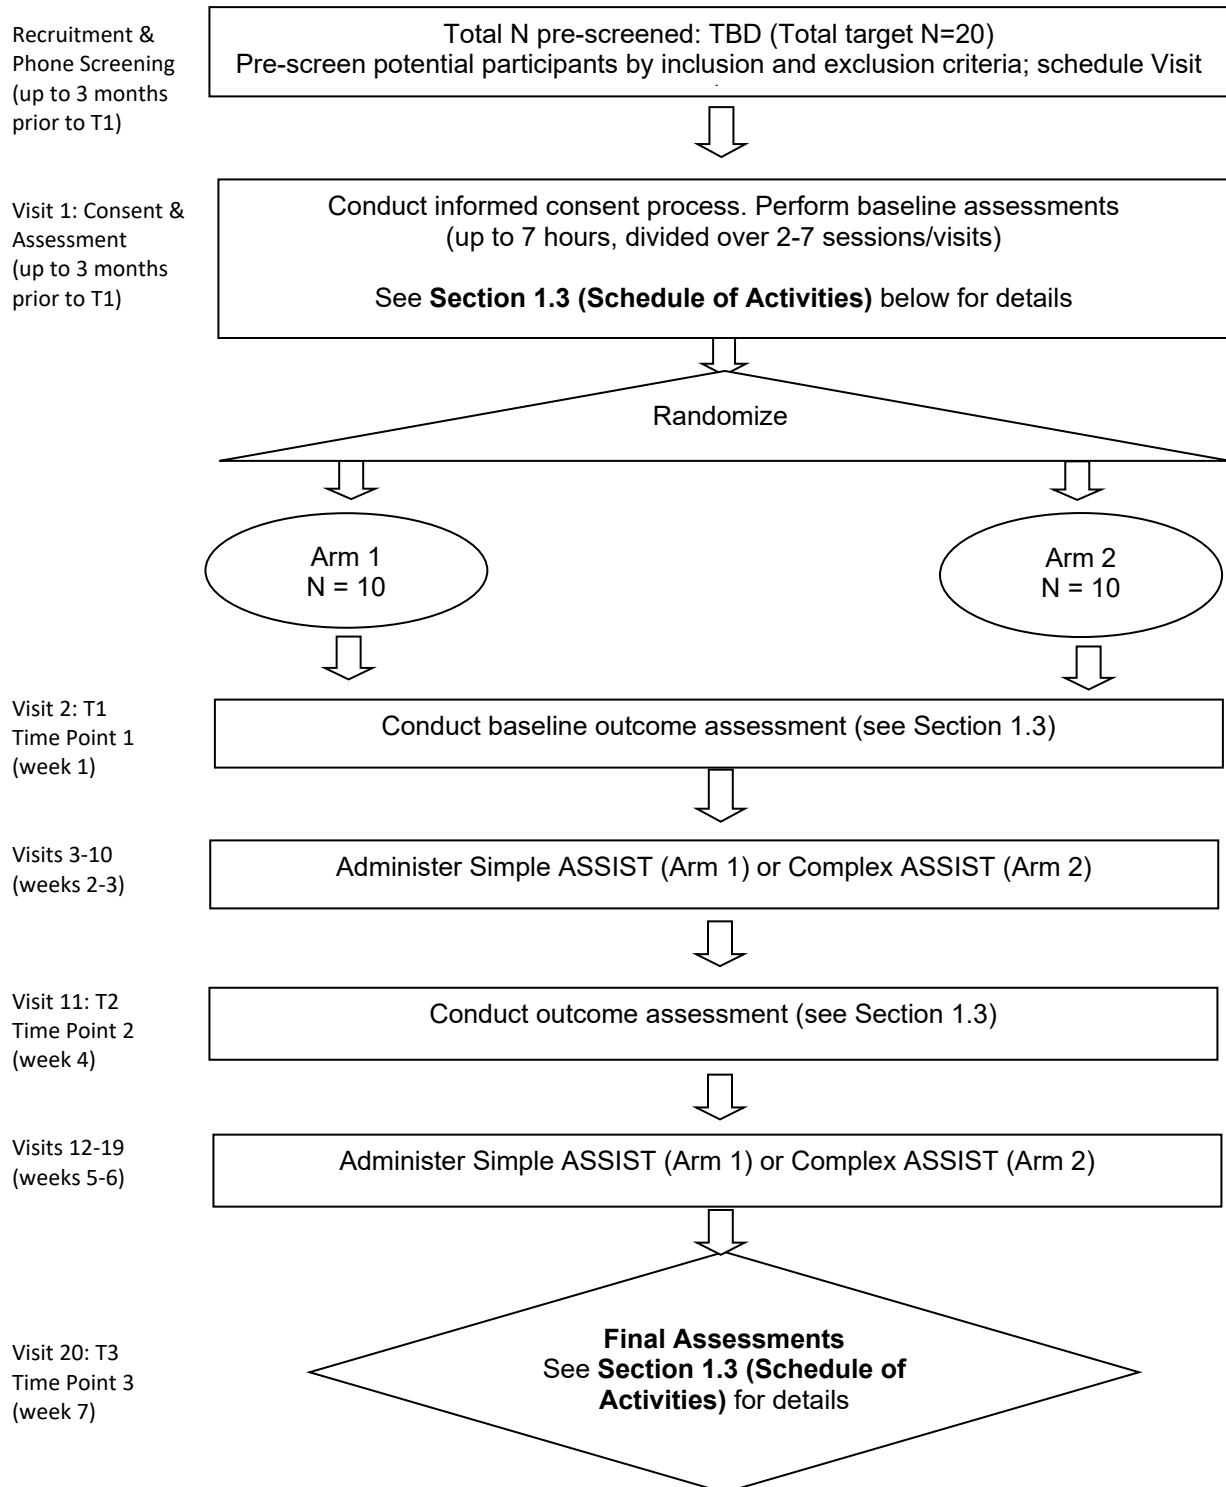 Recruitment &
Phone Screening
(up to 3 months
prior to T1)
Total N pre-screened: TBD (Total target N=20)
Pre-screen potential participants by inclusion and exclusion criteria; schedule Visit
Visit 1: Consent &
Assessment
(up to 3 months
prior to T1)
Conduct informed consent process. Perform baseline assessments
(up to 7 hours, divided over 2-7 sessions/visits)
See Section 1.3 (Schedule of Activities) below for details
Randomize
Arm 1
N = 10
Arm 2
N = 10
Visit 2: T1
Time Point 1
(week 1)
Conduct baseline outcome assessment (see Section 1.3)
Visits 3-10
(weeks 2-3)
Administer Simple ASSIST (Arm 1) or Complex ASSIST (Arm 2)
Visit 11: T2
Time Point 2
(week 4)
Conduct outcome assessment (see Section 1.3)
Visits 12-19
(weeks 5-6)
Administer Simple ASSIST (Arm 1) or Complex ASSIST (Arm 2)
Visit 20: T3
Time Point 3
(week 7)
Final Assessments
See Section 1.3 (Schedule of
Activities) for details